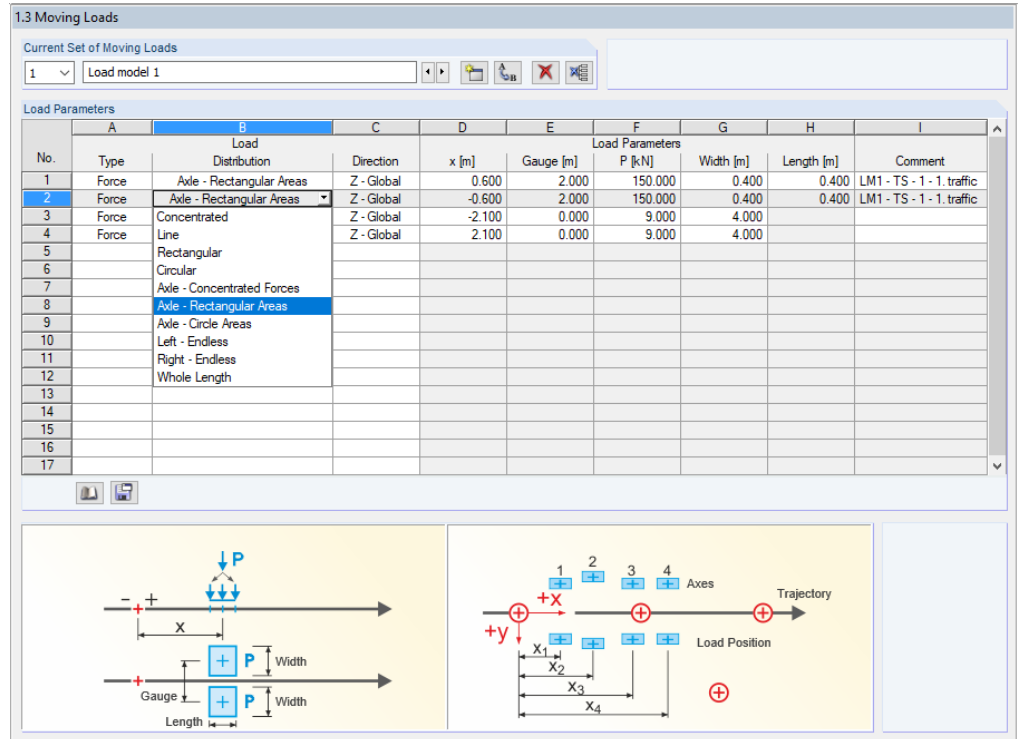 1.3 Moving Loads
Current Set of Moving Loads
1 Load model 1
A
B
Load Parameters
A B C D E F G H I
Load Load Parameters
No. Type Distribution Direction x [m] Gauge [m] P [kN] Width [m] Length [m] Comment
1 Force Axle - Rectangular Areas Z - Global 0.600 2.000 150.000 0.400 0.400 LM1 - TS - 1 - 1. traffic
2 Force Axle - Rectangular Areas Z - Global -0.600 2.000 150.000 0.400 0.400 LM1 - TS - 1 - 1. traffic
3 Force Concentrated Z - Global -2.100 0.000 9.000 4.000
4 Force Line Z - Global 2.100 0.000 9.000 4.000
5 Rectangular
6 Circular
7 Axle - Concentrated Forces
8 Axle - Rectangular Areas
9 Axle - Circle Areas
10 Left - Endless
11 Right - Endless
12 Whole Length
13
14
15
16
17
P
- +
x
P Width
Gauge
P Width
Length
1 2 3 4 Axes
+x Trajectory
+y
Load Position
x1
x2
x3
x4